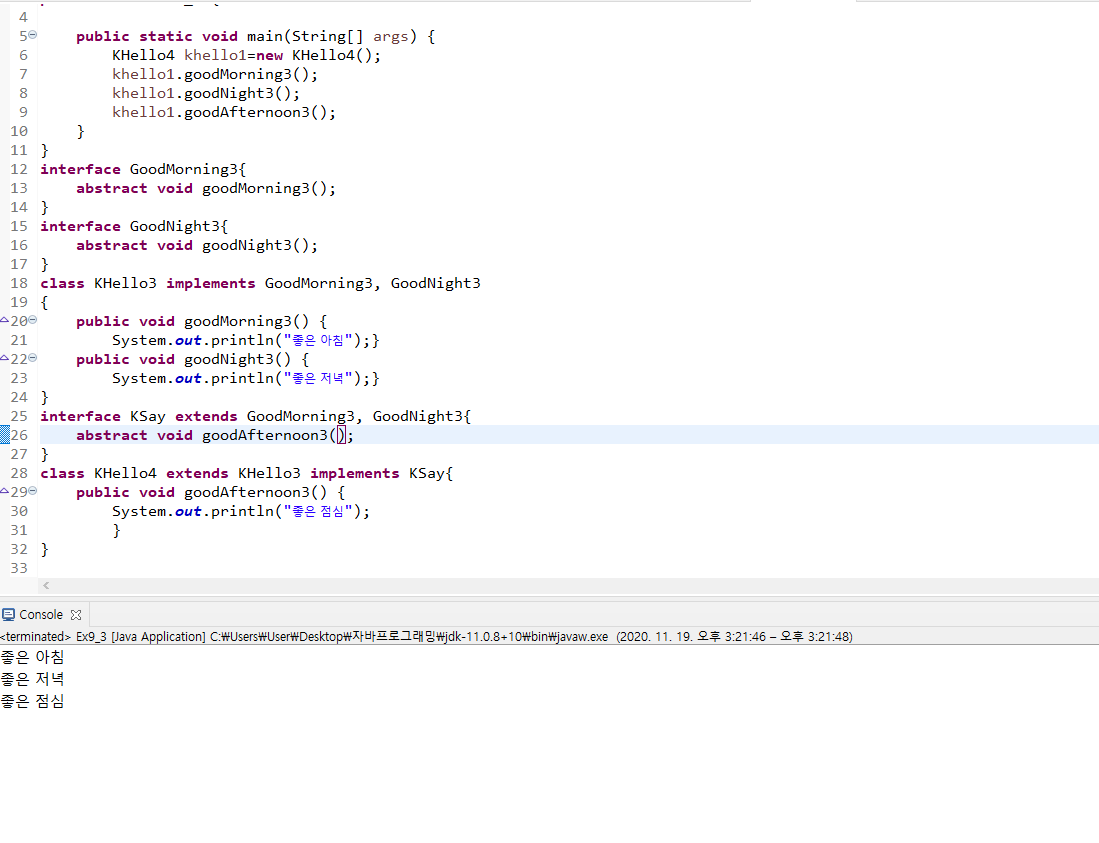 4
5 public static void main(String[] args) {
6 KHello4 khello1=new KHello4();
7 khello1.goodMorning3();
8 khello1.goodNight3();
9 khello1.goodAfternoon3();
10 }
11 }
12 interface GoodMorning3{
13 abstract void goodMorning3();
14 }
15 interface GoodNight3{
16 abstract void goodNight3();
17 }
18 class KHello3 implements GoodMorning3, GoodNight3
19 {
20 public void goodMorning3() {
21 System.out.println("좋은 아침");}
22 public void goodNight3() {
23 System.out.println("좋은 저녁");}
24 }
25 interface KSay extends GoodMorning3, GoodNight3{
26 abstract void goodAfternoon3();
27 }
28 class KHello4 extends KHello3 implements KSay{
29 public void goodAfternoon3() {
30 System.out.println("좋은 점심");
31 }
32 }
33
Console
<terminated> Ex9_3 [Java Application] C:₩Users₩User₩Desktop₩자바프로그래밍₩jdk-11.0.8+10₩bin₩javaw.exe (2020. 11. 19. 오후 3:21:46 – 오후 3:21:48)
좋은 아침
좋은 저녁
좋은 점심